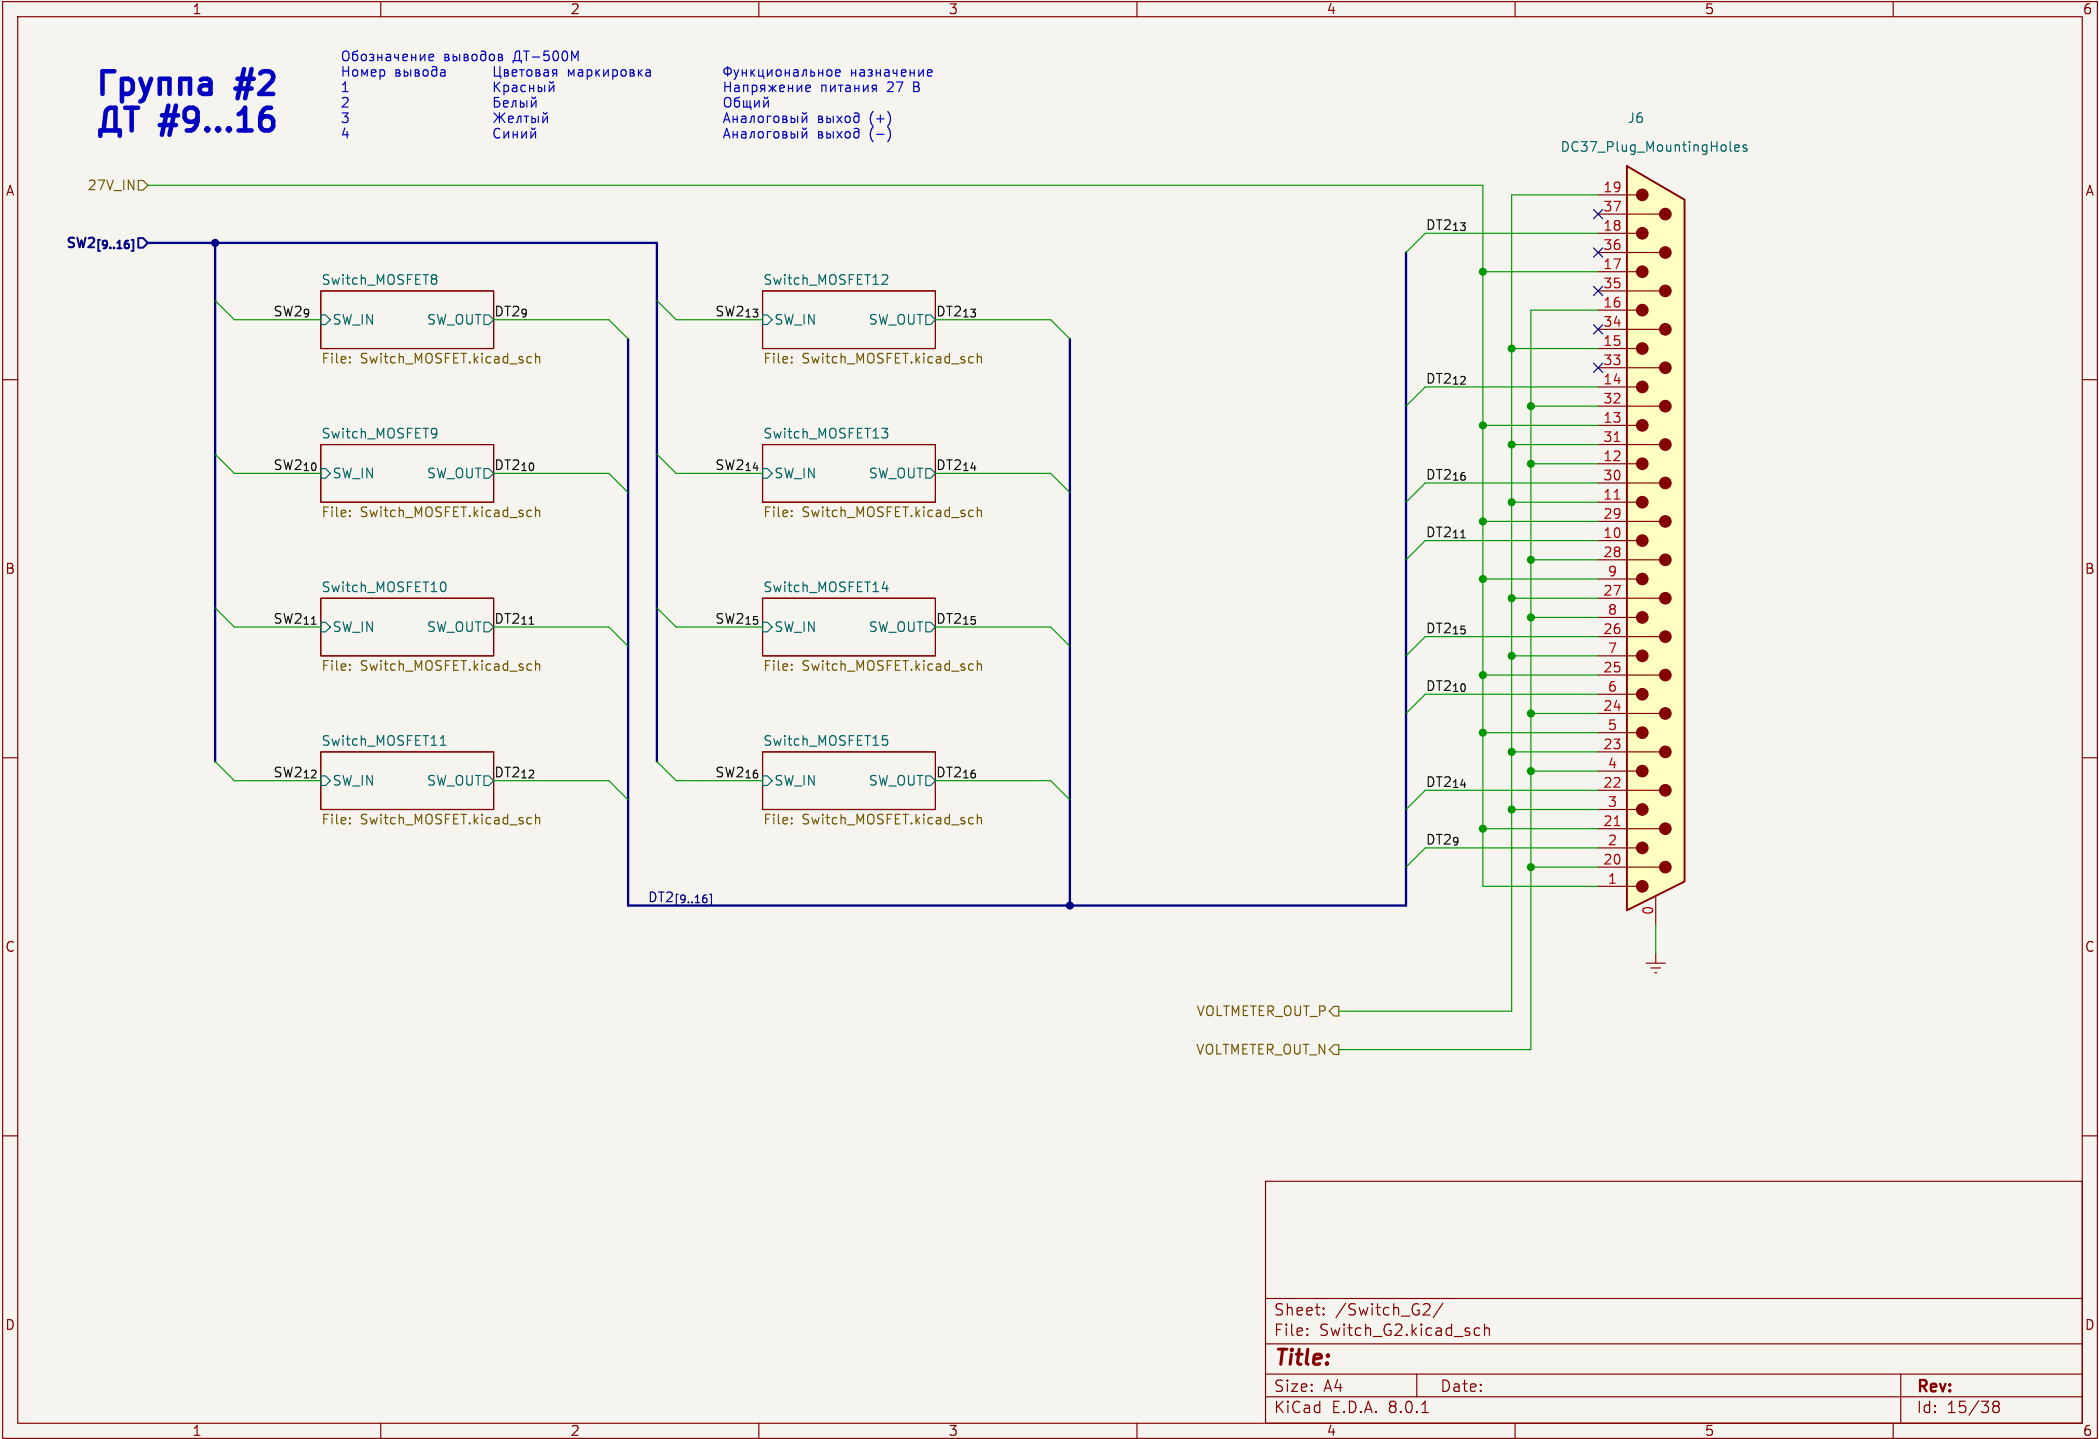 1 2 3 4 5 6
Обозначение выводов ДТ-500М
Номер вывода Цветовая маркировка Функциональное назначение
1 Красный Напряжение питания 27 В
2 Белый Общий
3 Желтый Аналоговый выход (+)
4 Синий Аналоговый выход (-)
Группа #2
ДТ #9...16
J6
DC37_Plug_MountingHoles
27V_IN
A A
SW2[9..16]
Switch_MOSFET8
SW29 SW_IN SW_OUT DT29
File: Switch_MOSFET.kicad_sch
Switch_MOSFET12
SW213 SW_IN SW_OUT DT213
File: Switch_MOSFET.kicad_sch
Switch_MOSFET9
SW210 SW_IN SW_OUT DT210
File: Switch_MOSFET.kicad_sch
Switch_MOSFET13
SW214 SW_IN SW_OUT DT214
File: Switch_MOSFET.kicad_sch
B B
Switch_MOSFET10
SW211 SW_IN SW_OUT DT211
File: Switch_MOSFET.kicad_sch
Switch_MOSFET14
SW215 SW_IN SW_OUT DT215
File: Switch_MOSFET.kicad_sch
Switch_MOSFET11
SW212 SW_IN SW_OUT DT212
File: Switch_MOSFET.kicad_sch
Switch_MOSFET15
SW216 SW_IN SW_OUT DT216
File: Switch_MOSFET.kicad_sch
DT2[9..16]
19
37
DT213 18
36
17
35
16
34
15
33
DT212 14
32
13
31
12
DT216 30
11
29
DT211 10
28
9
27
8
DT215 26
7
25
DT210 6
24
5
23
4
DT214 22
3
21
DT29 2
20
1
0
C C
VOLTMETER_OUT_P
VOLTMETER_OUT_N
Sheet: /Switch_G2/
File: Switch_G2.kicad_sch
D D
Title:
Size: A4 Date: Rev:
KiCad E.D.A. 8.0.1 Id: 15/38
1 2 3 4 5 6